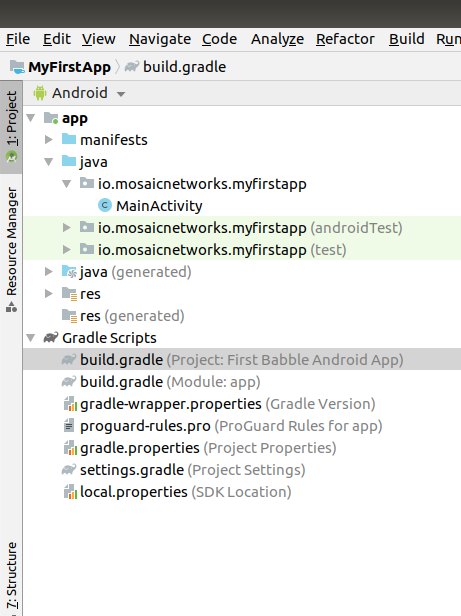 File Edit View Navigate Code Analyze Refactor Build Run
MyFirstApp build.gradle
Android
1: Project
Resource Manager
7: Structure
app
manifests
java
io.mosaicnetworks.myfirstapp
MainActivity
io.mosaicnetworks.myfirstapp (androidTest)
io.mosaicnetworks.myfirstapp (test)
java (generated)
res
res (generated)
Gradle Scripts
build.gradle (Project: First Babble Android App)
build.gradle (Module: app)
gradle-wrapper.properties (Gradle Version)
proguard-rules.pro (ProGuard Rules for app)
gradle.properties (Project Properties)
settings.gradle (Project Settings)
local.properties (SDK Location)